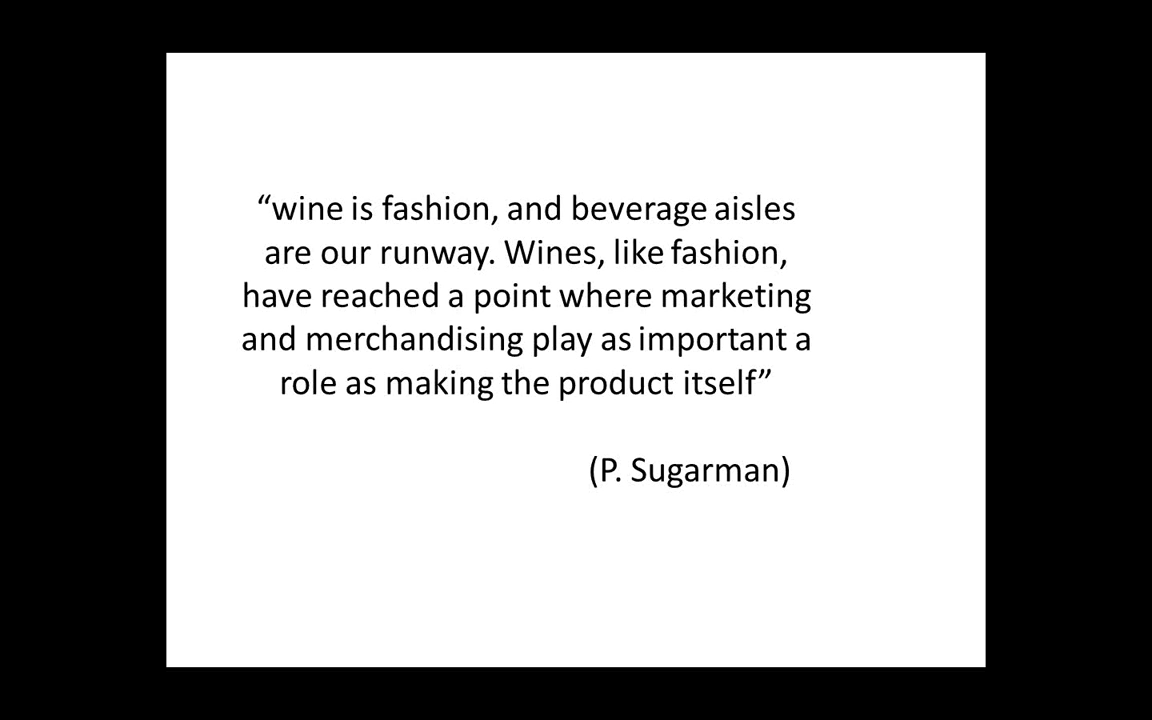 “wine is fashion, and beverage aisles
are our runway. Wines, like fashion,
have reached a point where marketing
and merchandising play as important a
role as making the product itself”
(P. Sugarman)